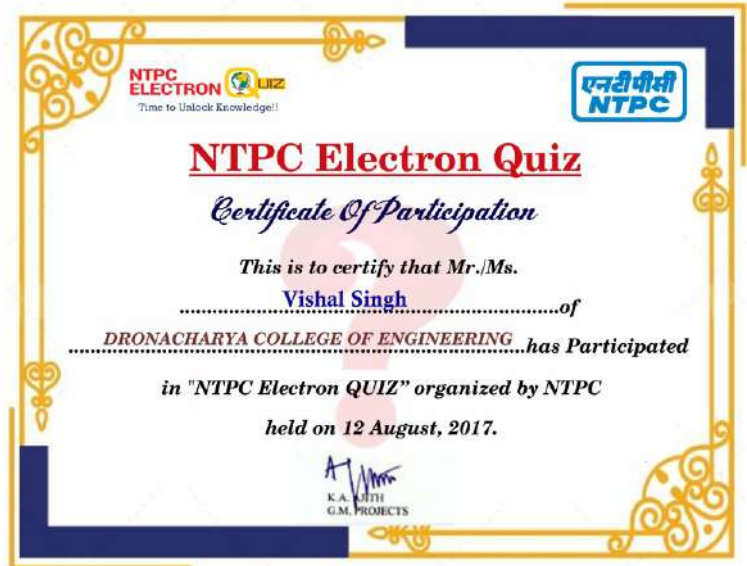 NTPC
ELECTRON QUIZ
Time to Unlock Knowledge!!
एनटीपीसी
NTPC
NTPC Electron Quiz
Certificate Of Participation
This is to certify that Mr./Ms.
Vishal Singh of
DRONACHARYA COLLEGE OF ENGINEERING has Participated
in "NTPC Electron QUIZ” organized by NTPC
held on 12 August, 2017.
K.A.
G.M. PROJECTS